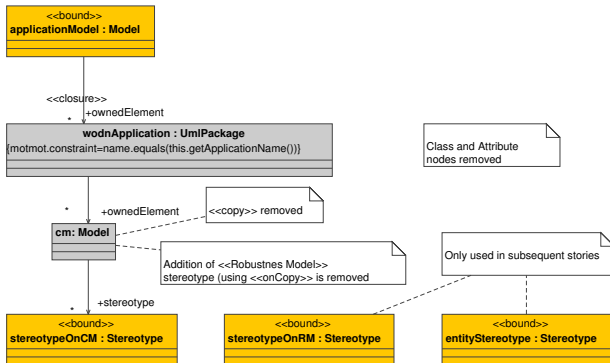 <<bound>>
applicationModel : Model
<<closure>>
+ownedElement
*
wodnApplication : UmlPackage
{motmot.constraint=name.equals(this.getApplicationName())}
Class and Attribute
nodes removed
*
+ownedElement
<<copy>> removed
cm: Model
Addition of <<Robustnes Model>>
stereotype (using <<onCopy>> is removed
Only used in subsequent stories
+stereotype
*
<<bound>>
stereotypeOnCM : Stereotype
<<bound>>
stereotypeOnRM : Stereotype
<<bound>>
entityStereotype : Stereotype